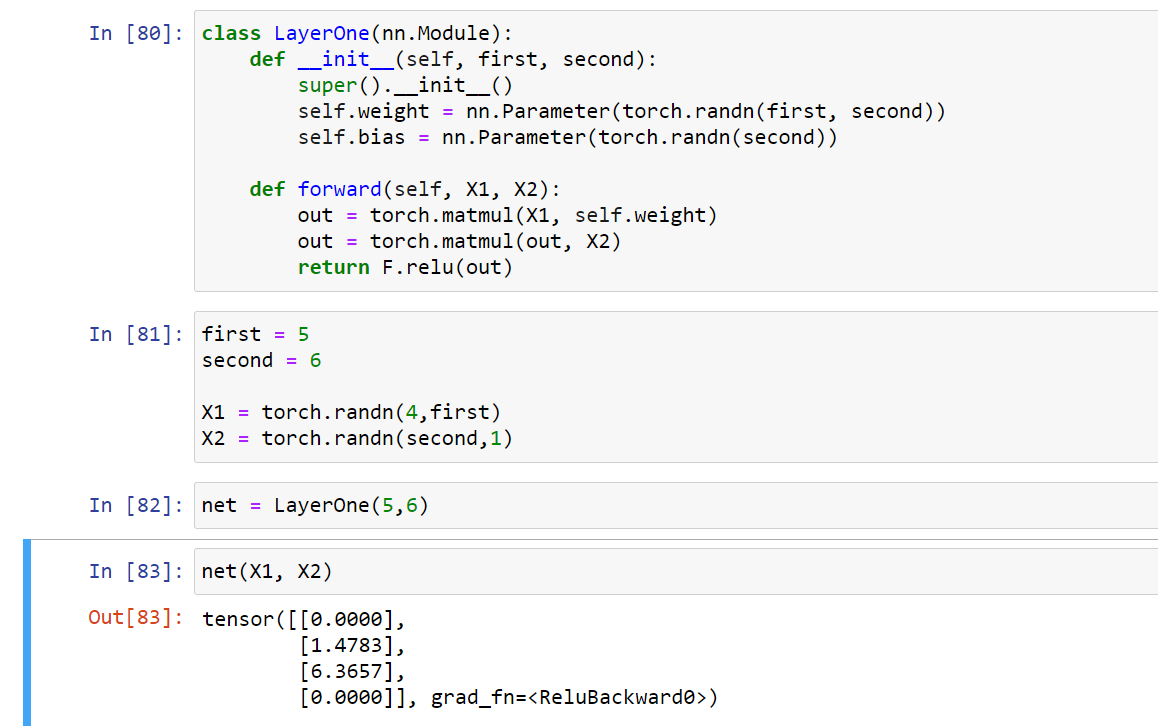 In [80]: class LayerOne(nn.Module):
    def __init__(self, first, second):
        super().__init__()
        self.weight = nn.Parameter(torch.randn(first, second))
        self.bias = nn.Parameter(torch.randn(second))

    def forward(self, X1, X2):
        out = torch.matmul(X1, self.weight)
        out = torch.matmul(out, X2)
        return F.relu(out)

In [81]: first = 5
second = 6

X1 = torch.randn(4,first)
X2 = torch.randn(second,1)

In [82]: net = LayerOne(5,6)

In [83]: net(X1, X2)

Out[83]: tensor([[0.0000],
        [1.4783],
        [6.3657],
        [0.0000]], grad_fn=<ReluBackward0>)